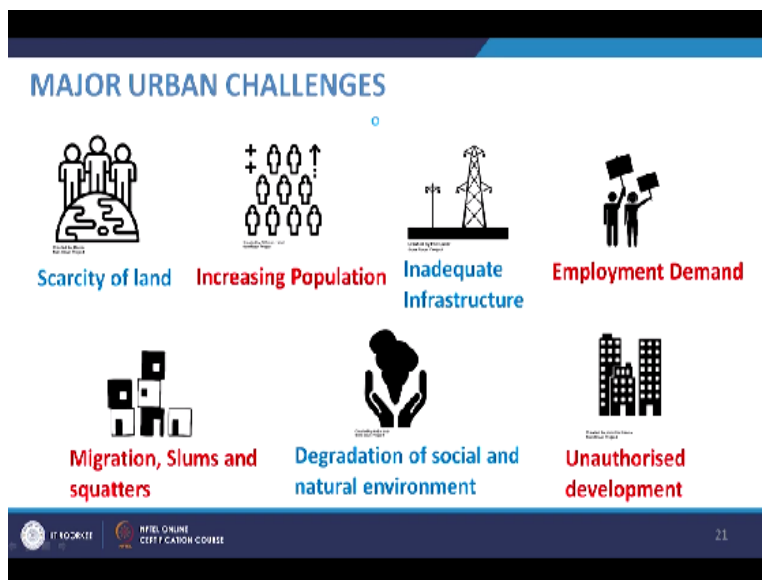 MAJOR URBAN CHALLENGES
Scarcity of land
Increasing Population
Inadequate
Infrastructure
Employment Demand
Migration, Slums and
squatters
Degradation of social and
natural environment
Unauthorised
development
IIT ROORKEE
NPTEL ONLINE
CERTIFICATION COURSE
21